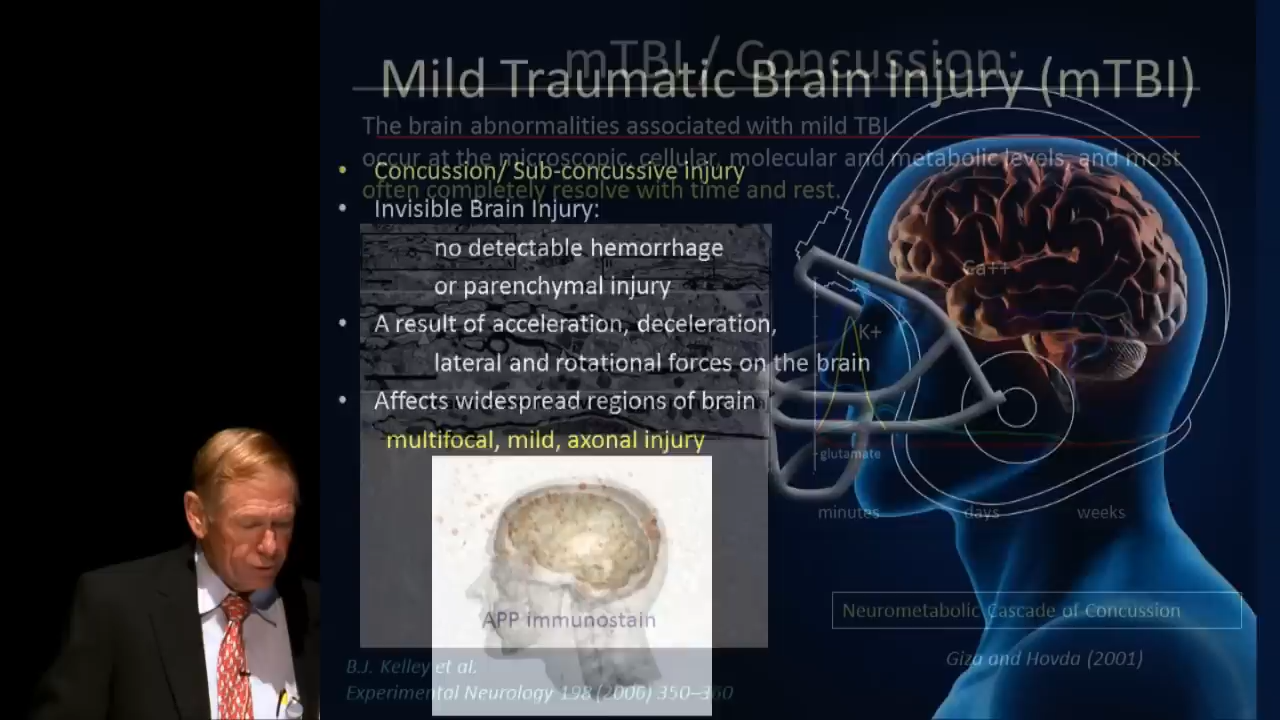 mTBI / Concussion:
Mild Traumatic Brain Injury (mTBI)
The brain abnormalities associated with mild TBI
occur at the microscopic, cellular, molecular and metabolic levels, and most
often completely resolve with time and rest.
• Concussion/ Sub-concussive injury
• Invisible Brain Injury:
no detectable hemorrhage
or parenchymal injury
• A result of acceleration, deceleration,
lateral and rotational forces on the brain
• Affects widespread regions of brain
multifocal, mild, axonal injury
Ca++
K+
glutamate
minutes days weeks
APP immunostain
Neurometabolic Cascade of Concussion
Giza and Hovda (2001)
B.J. Kelley et al.
Experimental Neurology 198 (2006) 350–360